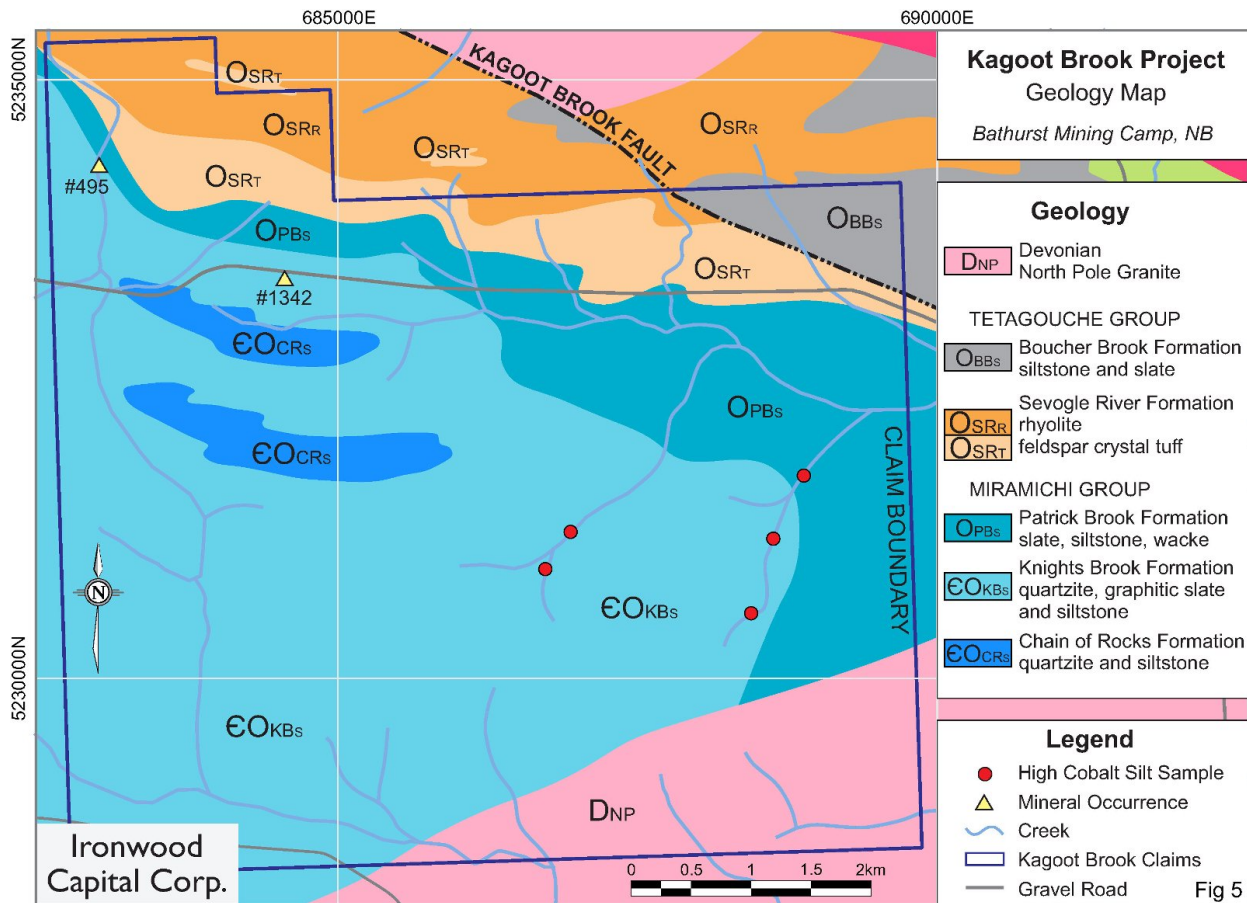 685000E
690000E
5235000N
5230000N
KAGOOT BROOK FAULT
OSRT
OSRR
OSRT
OSRR
OSRT
#495
OPBS
OBBS
OSRT
#1342
ЄOCRS
OPBS
ЄOCRS
CLAIM BOUNDARY
ЄOKBS
ЄOKBS
DNP
N
Ironwood
Capital Corp.
0 0.5 1 1.5 2km
Kagoot Brook Project
Geology Map
Bathurst Mining Camp, NB
Geology
DNP Devonian
North Pole Granite
TETAGOUCHE GROUP
OBBS Boucher Brook Formation
siltstone and slate
Sevogle River Formation
OSRR rhyolite
OSRT feldspar crystal tuff
MIRAMICHI GROUP
OPBS Patrick Brook Formation
slate, siltstone, wacke
Knights Brook Formation
ЄOKBS quartzite, graphitic slate
and siltstone
ЄOCRS Chain of Rocks Formation
quartzite and siltstone
Legend
High Cobalt Silt Sample
Mineral Occurrence
Creek
Kagoot Brook Claims
Gravel Road
Fig 5